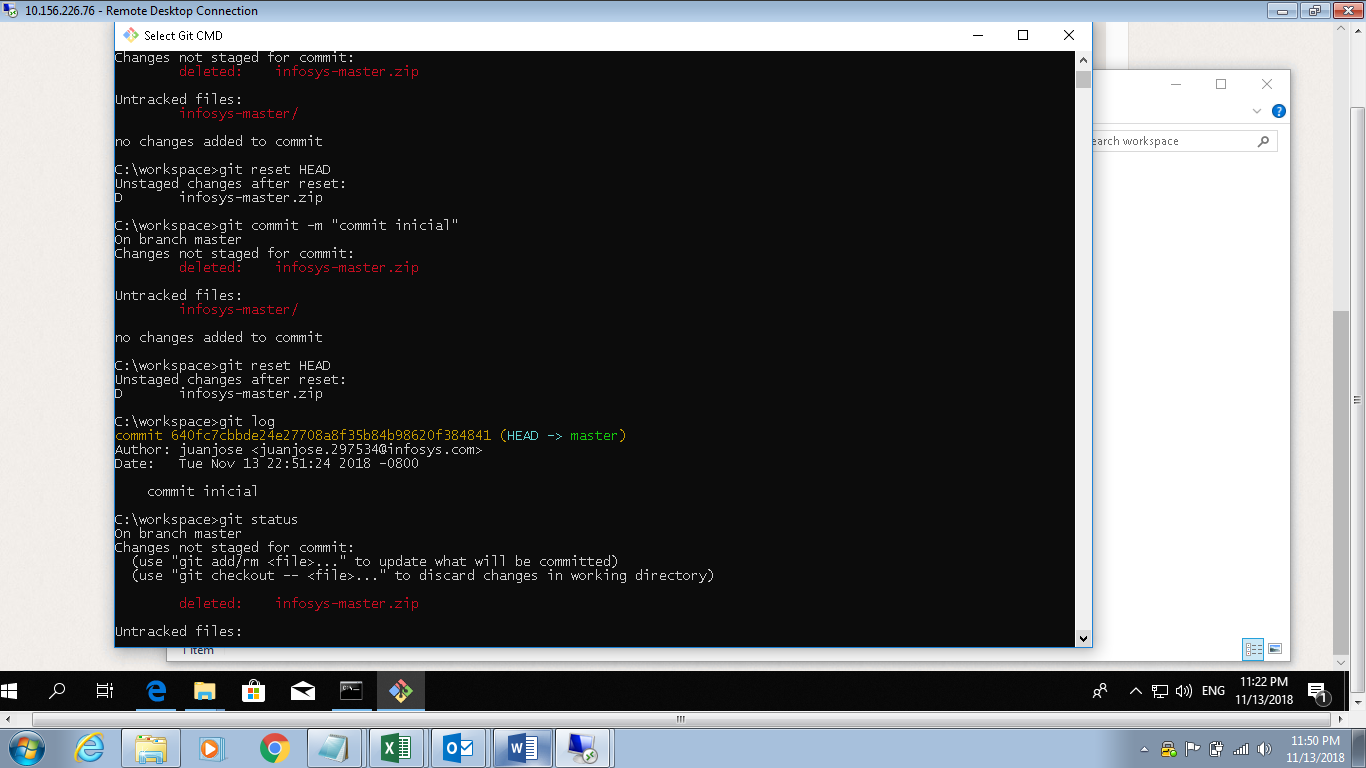 10.156.226.76 - Remote Desktop Connection
Select Git CMD
Changes not staged for commit:
deleted: infosys-master.zip
Untracked files:
infosys-master/
no changes added to commit
C:\workspace>git reset HEAD
Unstaged changes after reset:
D infosys-master.zip
C:\workspace>git commit -m "commit inicial"
On branch master
Changes not staged for commit:
deleted: infosys-master.zip
Untracked files:
infosys-master/
no changes added to commit
C:\workspace>git reset HEAD
Unstaged changes after reset:
D infosys-master.zip
C:\workspace>git log
commit 640fc7cbbde24e27708a8f35b84b98620f384841 (HEAD -> master)
Author: juanjose <juanjose.297534@infosys.com>
Date: Tue Nov 13 22:51:24 2018 -0800
commit inicial
C:\workspace>git status
On branch master
Changes not staged for commit:
(use "git add/rm <file>..." to update what will be committed)
(use "git checkout -- <file>..." to discard changes in working directory)
deleted: infosys-master.zip
Untracked files:
earch workspace
1 item
ENG
11:22 PM
11/13/2018
1
11:50 PM
11/13/2018